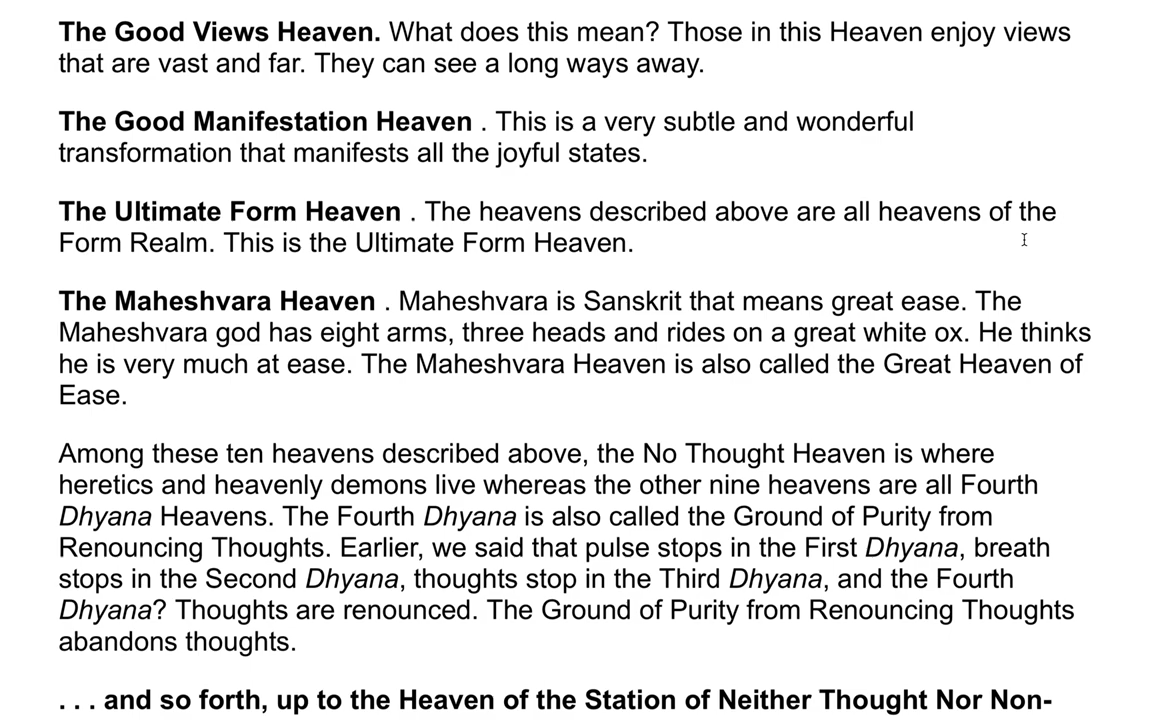 The Good Views Heaven. What does this mean? Those in this Heaven enjoy views
that are vast and far. They can see a long ways away.
The Good Manifestation Heaven . This is a very subtle and wonderful
transformation that manifests all the joyful states.
The Ultimate Form Heaven . The heavens described above are all heavens of the
Form Realm. This is the Ultimate Form Heaven.
The Maheshvara Heaven . Maheshvara is Sanskrit that means great ease. The
Maheshvara god has eight arms, three heads and rides on a great white ox. He thinks
he is very much at ease. The Maheshvara Heaven is also called the Great Heaven of
Ease.
Among these ten heavens described above, the No Thought Heaven is where
heretics and heavenly demons live whereas the other nine heavens are all Fourth
Dhyana Heavens. The Fourth Dhyana is also called the Ground of Purity from
Renouncing Thoughts. Earlier, we said that pulse stops in the First Dhyana, breath
stops in the Second Dhyana, thoughts stop in the Third Dhyana, and the Fourth
Dhyana? Thoughts are renounced. The Ground of Purity from Renouncing Thoughts
abandons thoughts.
. . . and so forth, up to the Heaven of the Station of Neither Thought Nor Non-